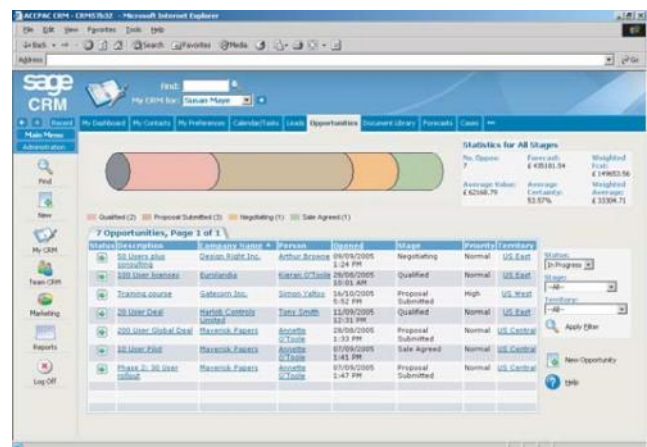 ACCPAC CRM - CRM57b32 - Microsoft Internet Explorer
File Edit View Favorites Tools Help
Back Search Favorites Media
Address Go
sage
CRM
Find:
My CRM for: Susan Maye
Recent
Main Menu
Administration
My Dashboard My Contacts My Preferences Calendar/Tasks Leads Opportunities Document Library Forecasts Cases
Find
New
My CRM
Team CRM
Marketing
Reports
Log Off
Statistics for All Stages
No. Oppos: Forecast: Weighted Fcst:
7 £ 435181.54 £ 149653.56
Average Value: Average Certainty: Weighted Average:
£ 62168.79 53.57% £ 33304.71
Qualified (2) Proposal Submitted (3) Negotiating (1) Sale Agreed (1)
7 Opportunities, Page 1 of 1
Status Description Company Name Person Opened Stage Priority Territory
50 Users plus consulting Design Right Inc. Arthur Browne 09/09/2005 1:24 PM Negotiating Normal US East
100 User licenses Eurolandia Kieran O'Toole 29/08/2005 10:01 AM Qualified Normal US East
Training course Gatecom Inc. Simon Yaltoy 16/10/2005 5:52 PM Proposal Submitted High US West
20 User Deal Limited Tony Smith 11/09/2005 12:31 PM Qualified Normal US East
200 User Global Deal Maverick Papers Annette O'Toole 28/08/2005 1:33 PM Proposal Submitted Normal US Central
10 User Pilot Maverick Papers Annette O'Toole 07/09/2005 1:41 PM Sale Agreed Normal US Central
Phase 2: 30 User rollout Maverick Papers Annette O'Toole 07/09/2005 1:47 PM Proposal Submitted Normal US Central
Status:
In Progress
Stage:
--All--
Territory:
--All--
Apply Filter
New Opportunity
Help